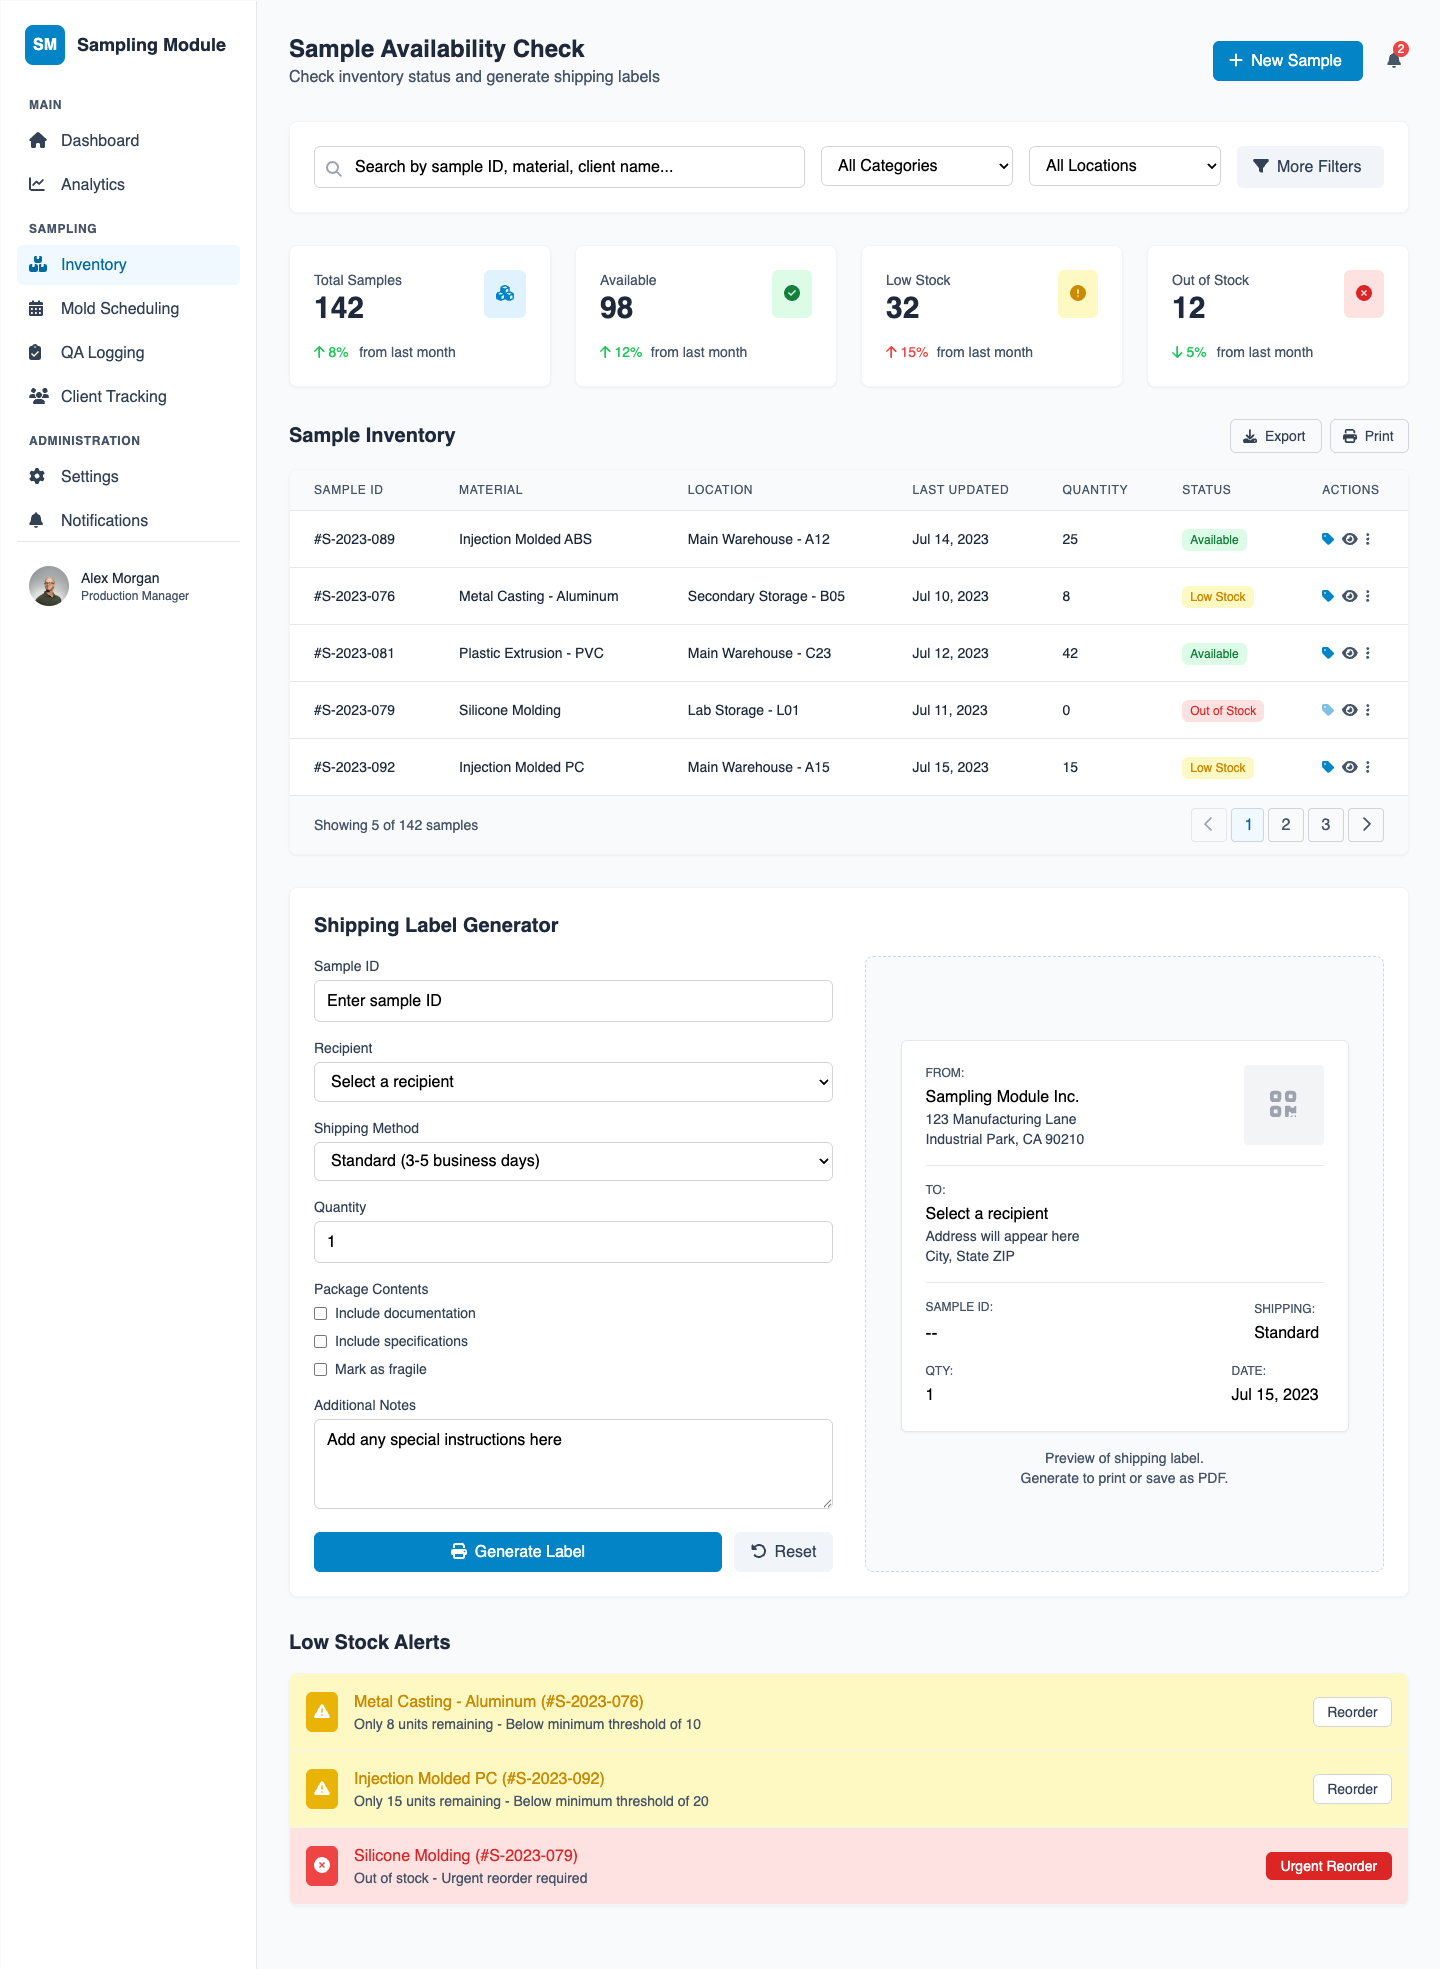 SM Sampling Module
MAIN
Dashboard
Analytics
SAMPLING
Inventory
Mold Scheduling
QA Logging
Client Tracking
ADMINISTRATION
Settings
Notifications
Alex Morgan
Production Manager
Sample Availability Check
Check inventory status and generate shipping labels
New Sample
2
Search by sample ID, material, client name...
All Categories
All Locations
More Filters
Total Samples
142
8% from last month
Available
98
12% from last month
Low Stock
32
15% from last month
Out of Stock
12
5% from last month
Sample Inventory
Export
Print
SAMPLE ID MATERIAL LOCATION LAST UPDATED QUANTITY STATUS ACTIONS
#S-2023-089 Injection Molded ABS Main Warehouse - A12 Jul 14, 2023 25 Available
#S-2023-076 Metal Casting - Aluminum Secondary Storage - B05 Jul 10, 2023 8 Low Stock
#S-2023-081 Plastic Extrusion - PVC Main Warehouse - C23 Jul 12, 2023 42 Available
#S-2023-079 Silicone Molding Lab Storage - L01 Jul 11, 2023 0 Out of Stock
#S-2023-092 Injection Molded PC Main Warehouse - A15 Jul 15, 2023 15 Low Stock
Showing 5 of 142 samples
1 2 3
Shipping Label Generator
Sample ID
Enter sample ID
Recipient
Select a recipient
Shipping Method
Standard (3-5 business days)
Quantity
1
Package Contents
Include documentation
Include specifications
Mark as fragile
Additional Notes
Add any special instructions here
Generate Label
Reset
FROM:
Sampling Module Inc.
123 Manufacturing Lane
Industrial Park, CA 90210
TO:
Select a recipient
Address will appear here
City, State ZIP
SAMPLE ID: SHIPPING:
-- Standard
QTY: DATE:
1 Jul 15, 2023
Preview of shipping label.
Generate to print or save as PDF.
Low Stock Alerts
Metal Casting - Aluminum (#S-2023-076)
Only 8 units remaining - Below minimum threshold of 10
Reorder
Injection Molded PC (#S-2023-092)
Only 15 units remaining - Below minimum threshold of 20
Reorder
Silicone Molding (#S-2023-079)
Out of stock - Urgent reorder required
Urgent Reorder